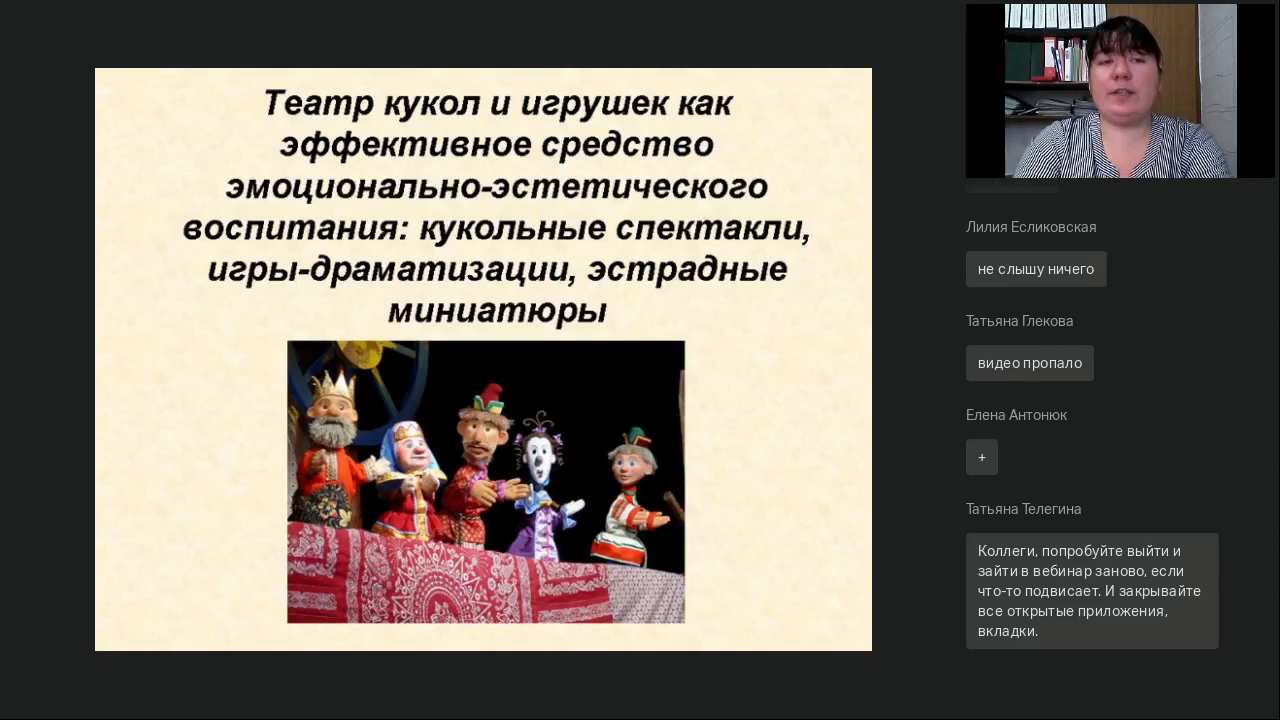 Театр кукол и игрушек как
эффективное средство
эмоционально-эстетического
воспитания: кукольные спектакли,
игры-драматизации, эстрадные
миниатюры
Лилия Есликовская
не слышу ничего
Татьяна Глекова
видео пропало
Елена Антонюк
+
Татьяна Телегина
Коллеги, попробуйте выйти и
зайти в вебинар заново, если
что-то подвисает. И закрывайте
все открытые приложения,
вкладки.